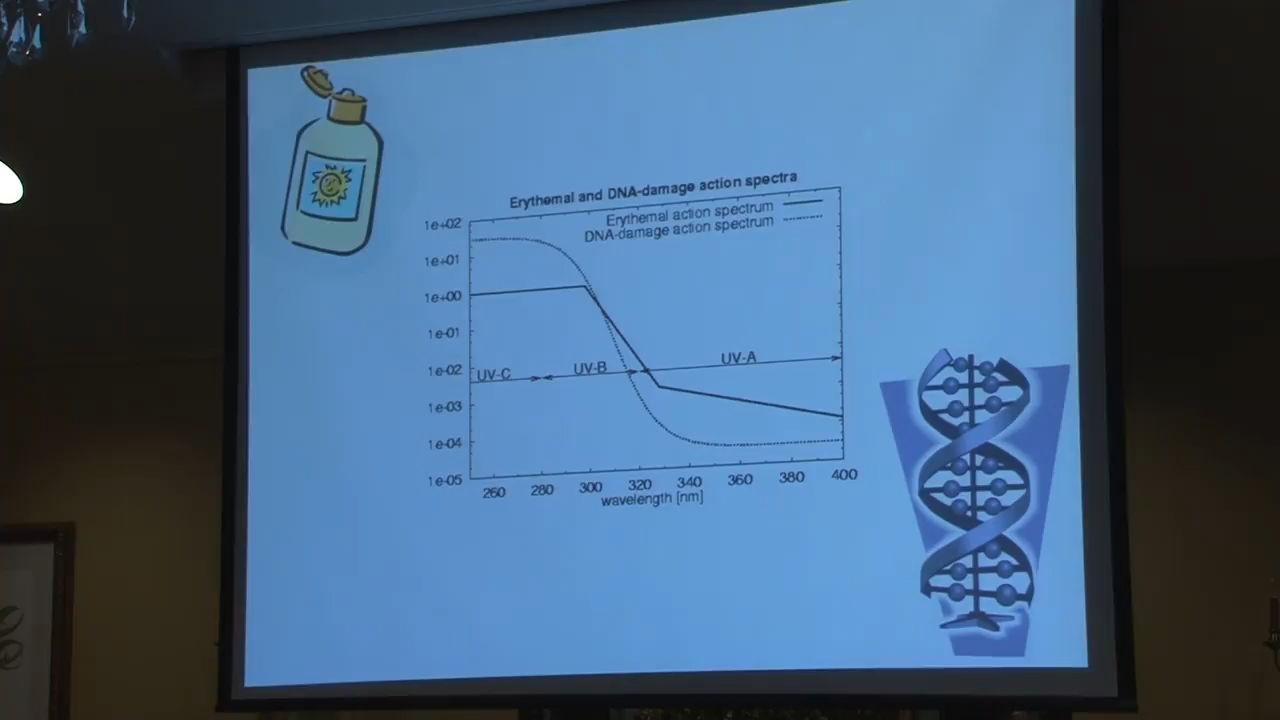 Erythemal and DNA-damage action spectra
Erythemal action spectrum
DNA-damage action spectrum
1e+02
1e+01
1e+00
1e-01
1e-02
1e-03
1e-04
1e-05
UV-C
UV-B
UV-A
260 280 300 320 340 360 380 400
wavelength [nm]